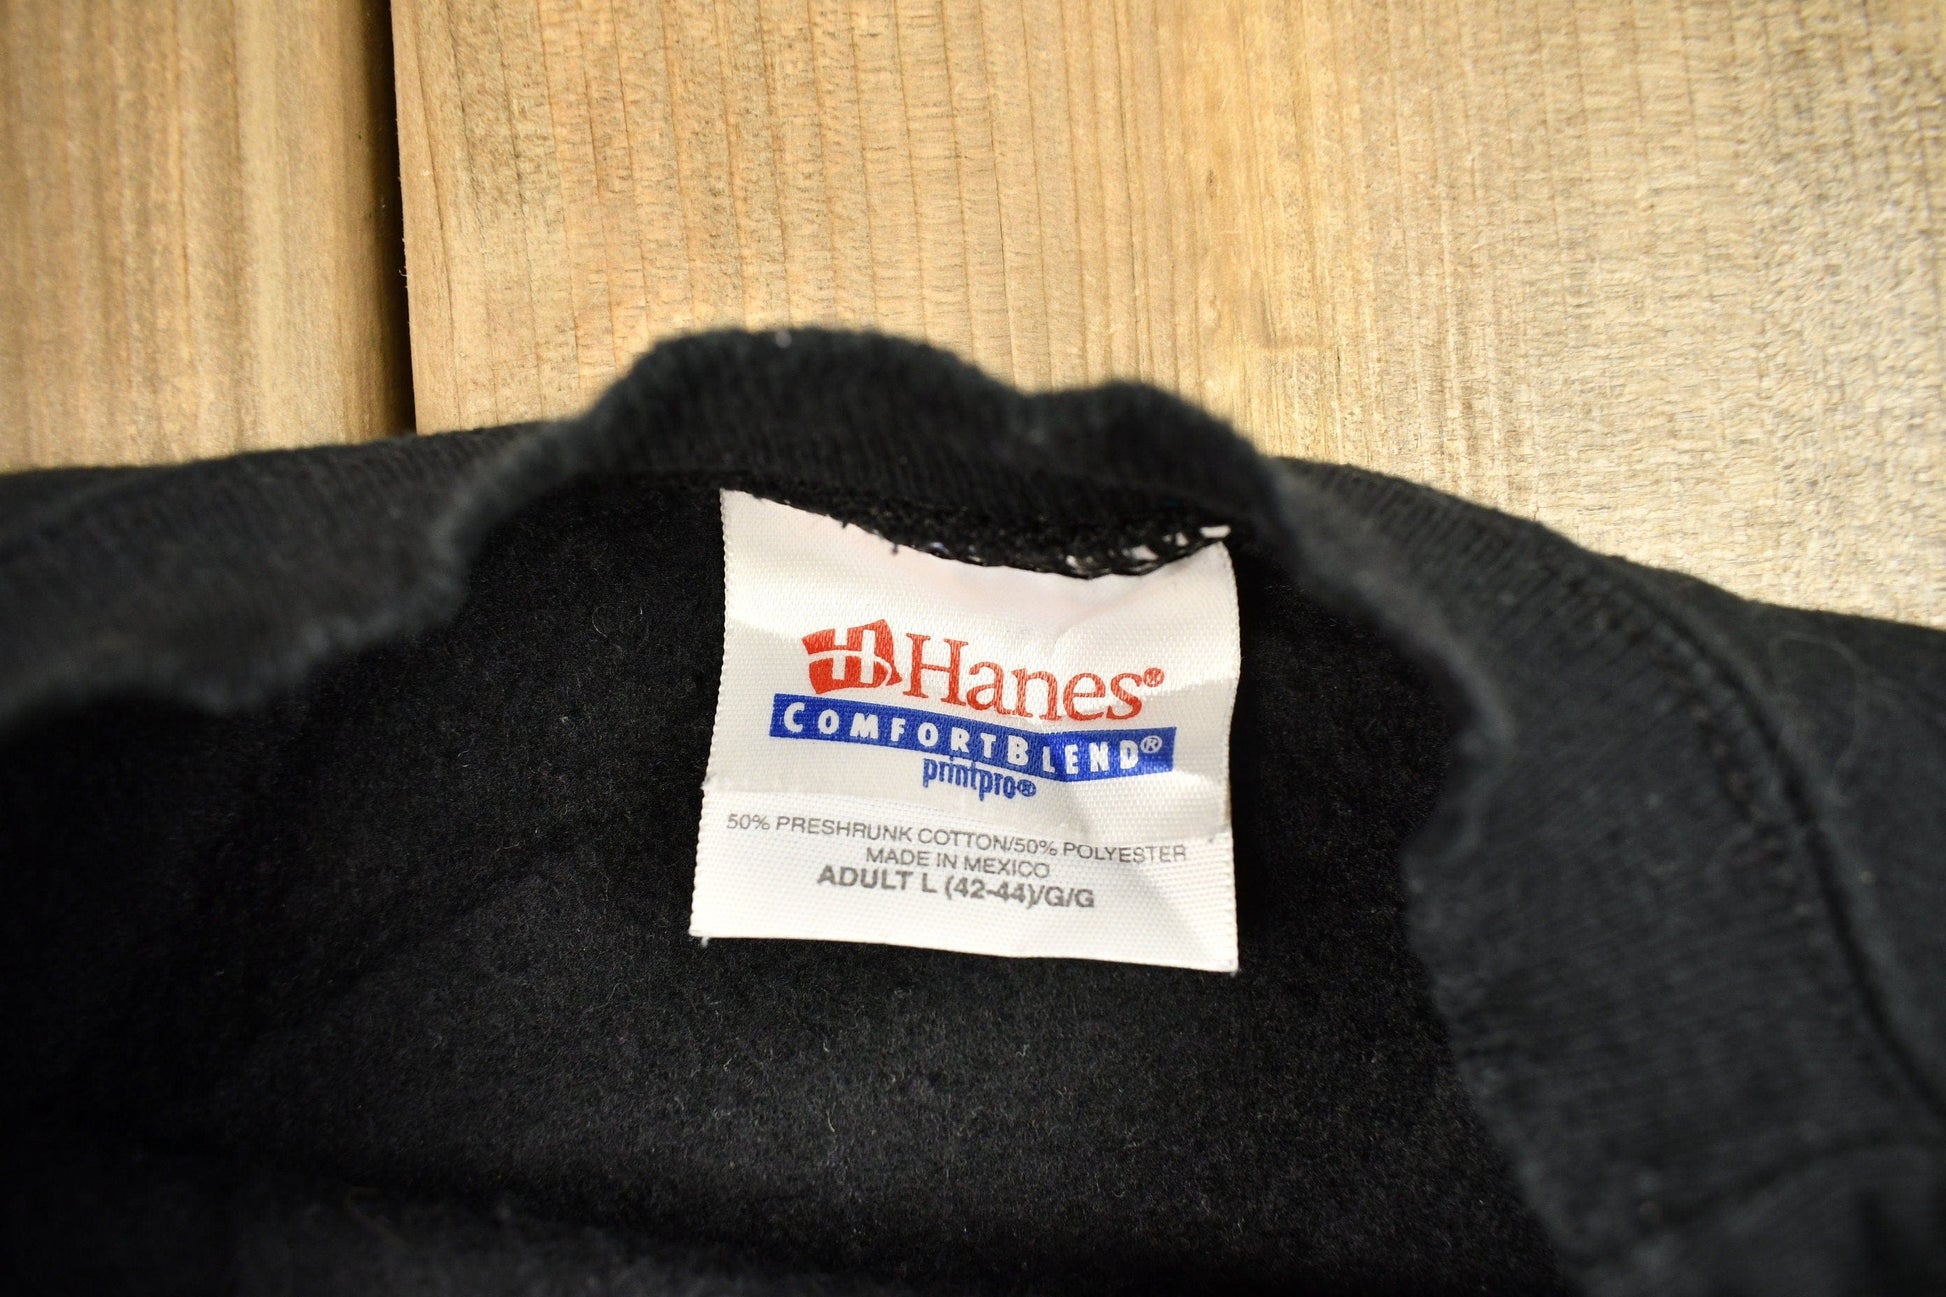 H Hanes®
COMFORTBLEND®
printpro®
50% PRESHRUNK COTTON/50% POLYESTER
MADE IN MEXICO
ADULT L (42-44)/G/G